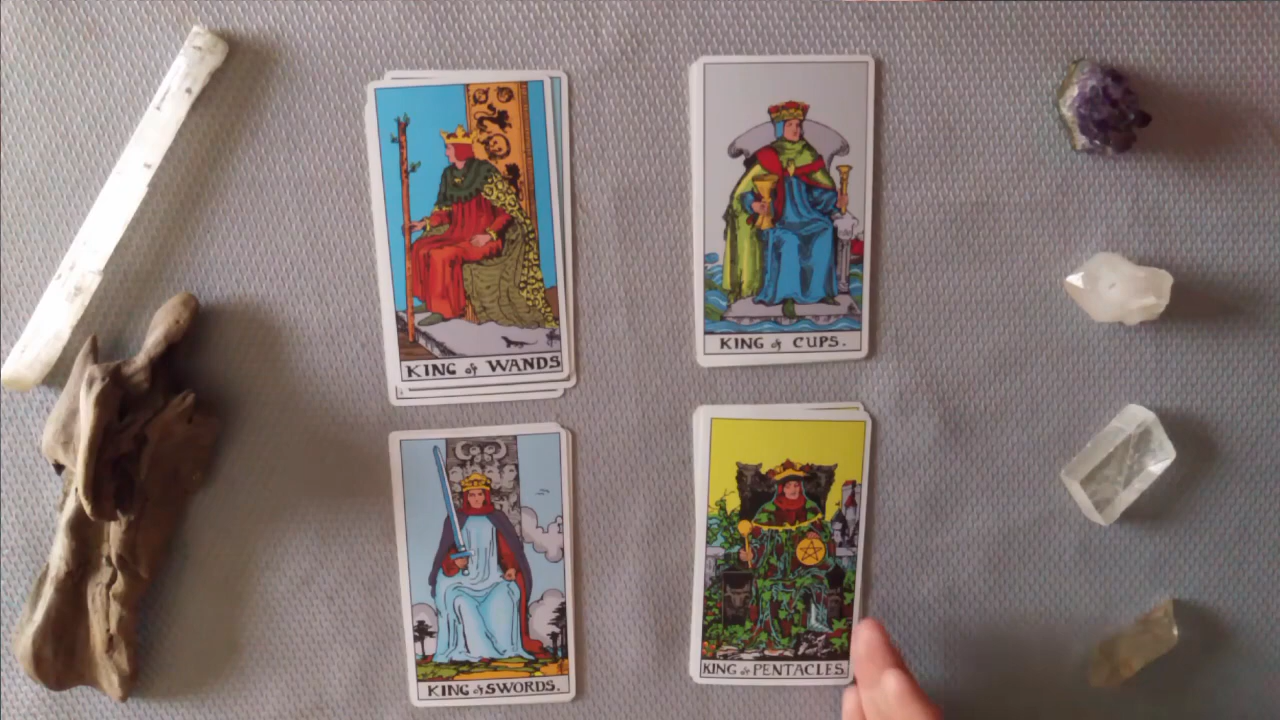 KING of WANDS
KING of CUPS.
KING of SWORDS.
KING of PENTACLES.